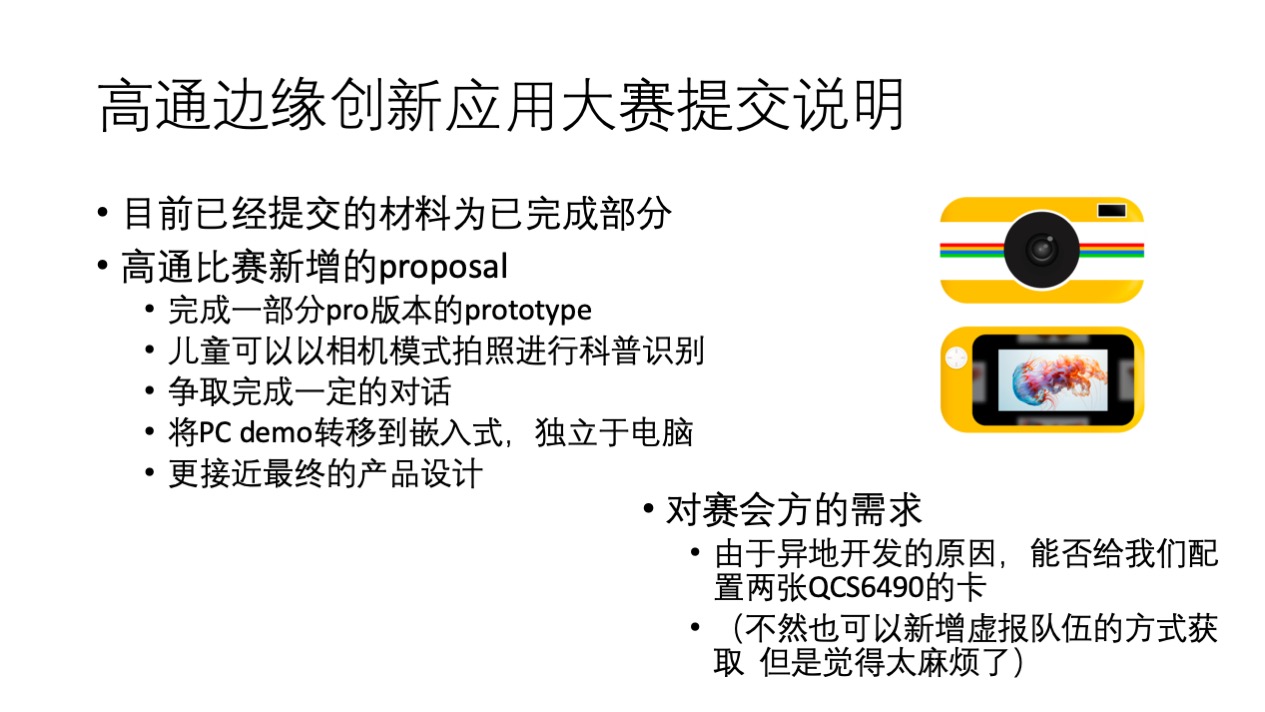 高通边缘创新应用大赛提交说明
• 目前已经提交的材料为已完成部分
• 高通比赛新增的proposal
• 完成一部分pro版本的prototype
• 儿童可以以相机模式拍照进行科普识别
• 争取完成一定的对话
• 将PC demo转移到嵌入式，独立于电脑
• 更接近最终的产品设计
• 对赛会方的需求
• 由于异地开发的原因，能否给我们配
置两张QCS6490的卡
• （不然也可以新增虚报队伍的方式获
取 但是觉得太麻烦了）